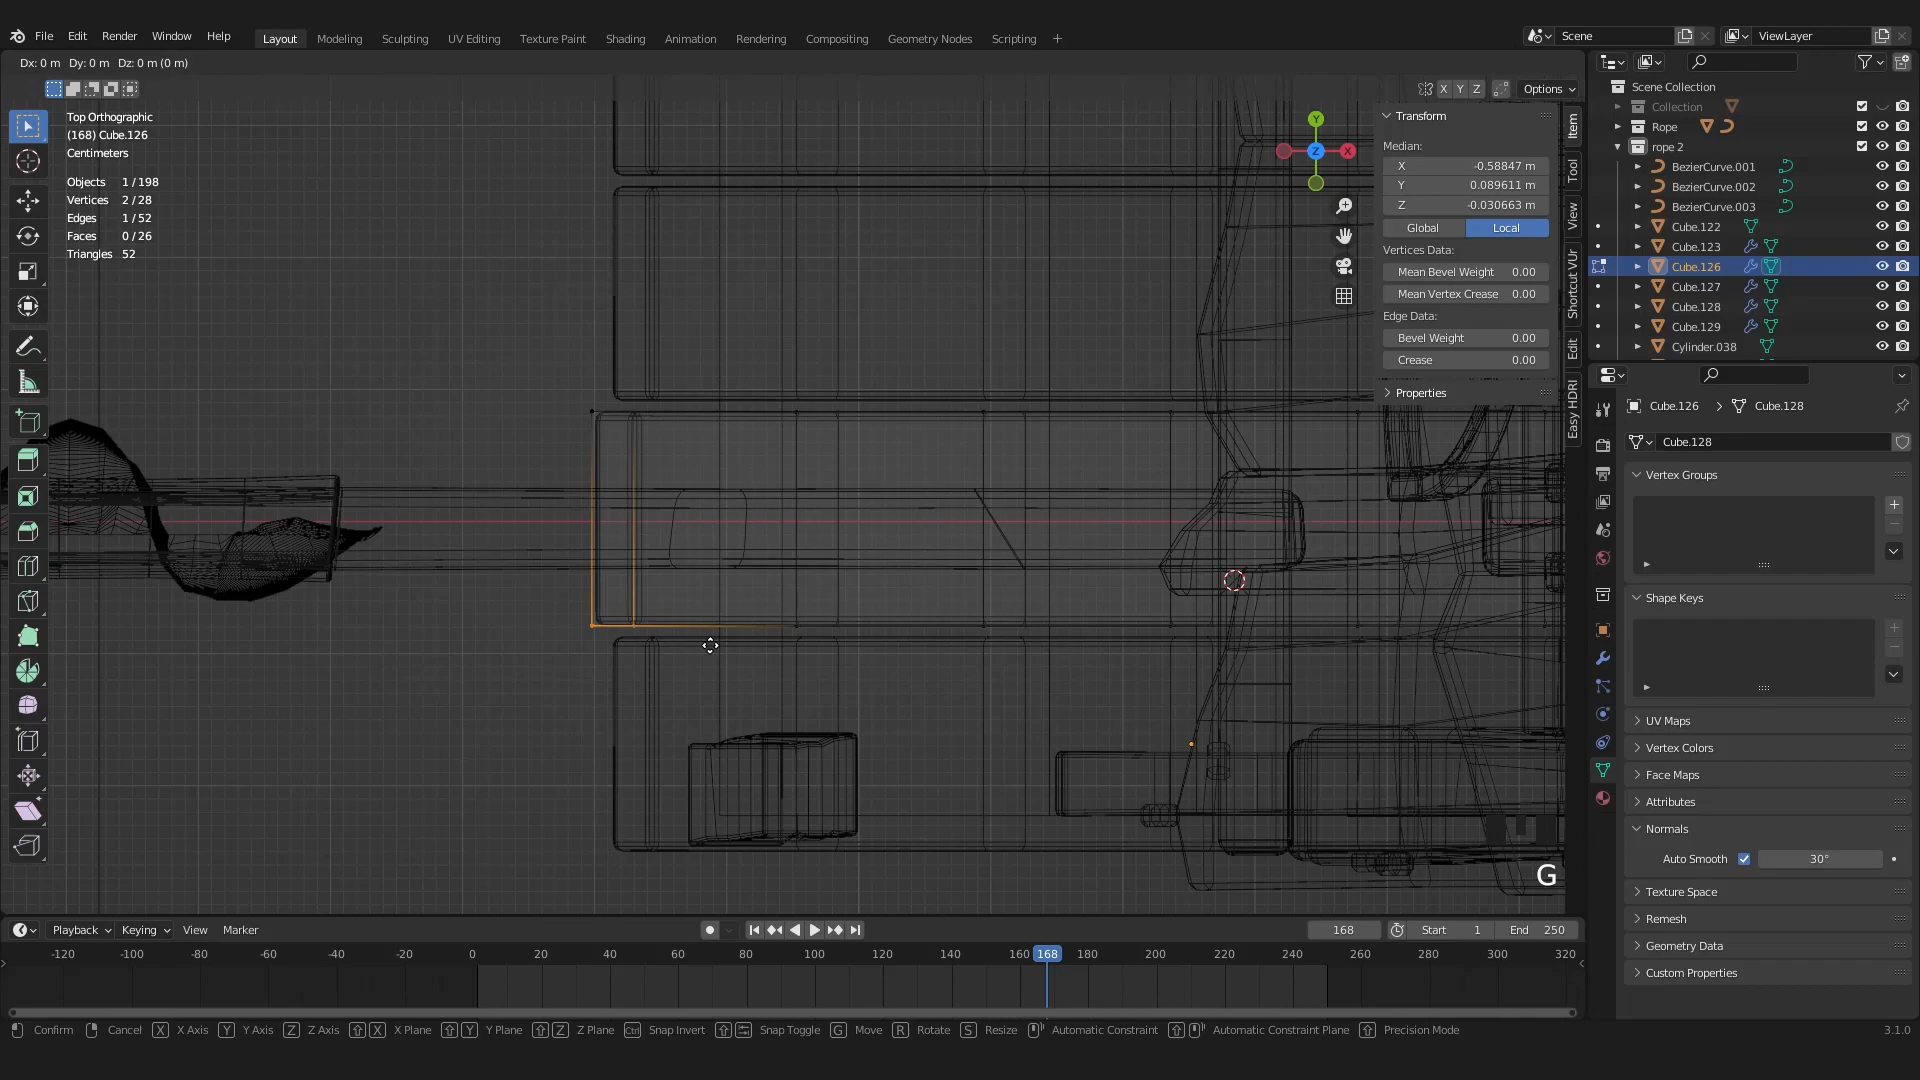 File Edit Render Window Help Layout Modeling Sculpting UV Editing Texture Paint Shading Animation Rendering Compositing Geometry Nodes Scripting + Scene ViewLayer
Dx: 0 m Dy: 0 m Dz: 0 m (0 m)
X Y Z Options
Top Orthographic
(168) Cube.126
Centimeters
Objects 1 / 198
Vertices 2 / 28
Edges 1 / 52
Faces 0 / 26
Triangles 52
Y
Z
X
Transform
Median:
X -0.58847 m
Y 0.089611 m
Z -0.030663 m
Global Local
Vertices Data:
Mean Bevel Weight 0.00
Mean Vertex Crease 0.00
Edge Data:
Bevel Weight 0.00
Crease 0.00
Properties
Item
Tool
View
Shortcut VUr
Edit
Easy HDRI
Scene Collection
Collection
Rope
rope 2
BezierCurve.001
BezierCurve.002
BezierCurve.003
Cube.122
Cube.123
Cube.126
Cube.127
Cube.128
Cube.129
Cylinder.038
Cube.126 > Cube.128
Cube.128
Vertex Groups
Shape Keys
UV Maps
Vertex Colors
Face Maps
Attributes
Normals
Auto Smooth 30°
Texture Space
Remesh
Geometry Data
Custom Properties
G
Playback Keying View Marker 168 Start 1 End 250
-120 -100 -80 -60 -40 -20 0 20 40 60 80 100 120 140 160 168 180 200 220 240 260 280 300 320
Confirm Cancel X X Axis Y Y Axis Z Z Axis X X Plane Y Y Plane Z Z Plane Ctrl Snap Invert Snap Toggle G Move R Rotate S Resize Automatic Constraint Automatic Constraint Plane Precision Mode 3.1.0